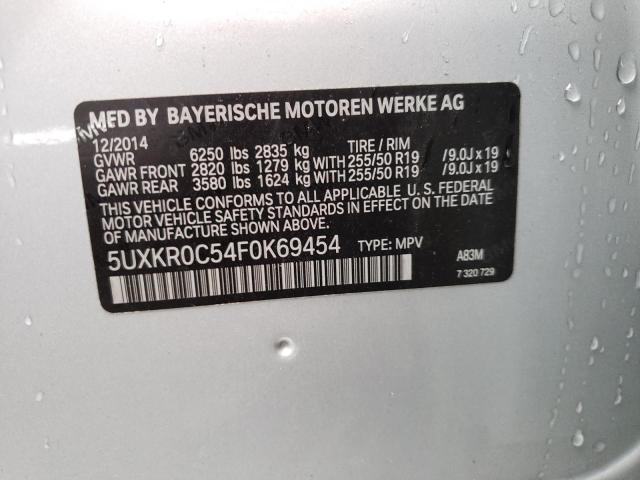 MFD BY BAYERISCHE MOTOREN WERKE AG
12/2014 TIRE / RIM
GVWR 6250 lbs 2835 kg
GAWR FRONT 2820 lbs 1279 kg WITH 255/50 R19 /9.0J x 19
GAWR REAR 3580 lbs 1624 kg WITH 255/50 R19 /9.0J x 19
THIS VEHICLE CONFORMS TO ALL APPLICABLE U. S. FEDERAL
MOTOR VEHICLE SAFETY STANDARDS IN EFFECT ON THE DATE
OF MANUFACTURE SHOWN ABOVE.
5UXKR0C54F0K69454 TYPE: MPV A83M
7 320 729